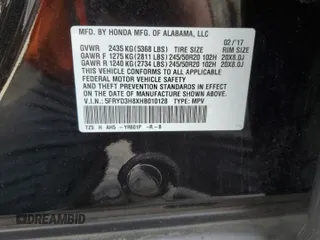 MFD. BY HONDA MFG. OF ALABAMA, LLC
02/'17
GVWR 2435 KG(5368 LBS) TIRE SIZE RIM SIZE
GAWR F 1275 KG(2811 LBS) 245/50R20 102H 20X8.0J
GAWR R 1240 KG(2734 LBS) 245/50R20 102H 20X8.0J
THIS VEHICLE CONFORMS TO ALL APPLICABLE
FEDERAL MOTOR VEHICLE SAFETY, BUMPER,
AND THEFT PREVENTION STANDARDS IN EFFECT ON
THE DATE OF MANUFACTURE SHOWN ABOVE.
V.I.N.: 5FRYD3H8XHB010128 TYPE: MPV
DREAMBID